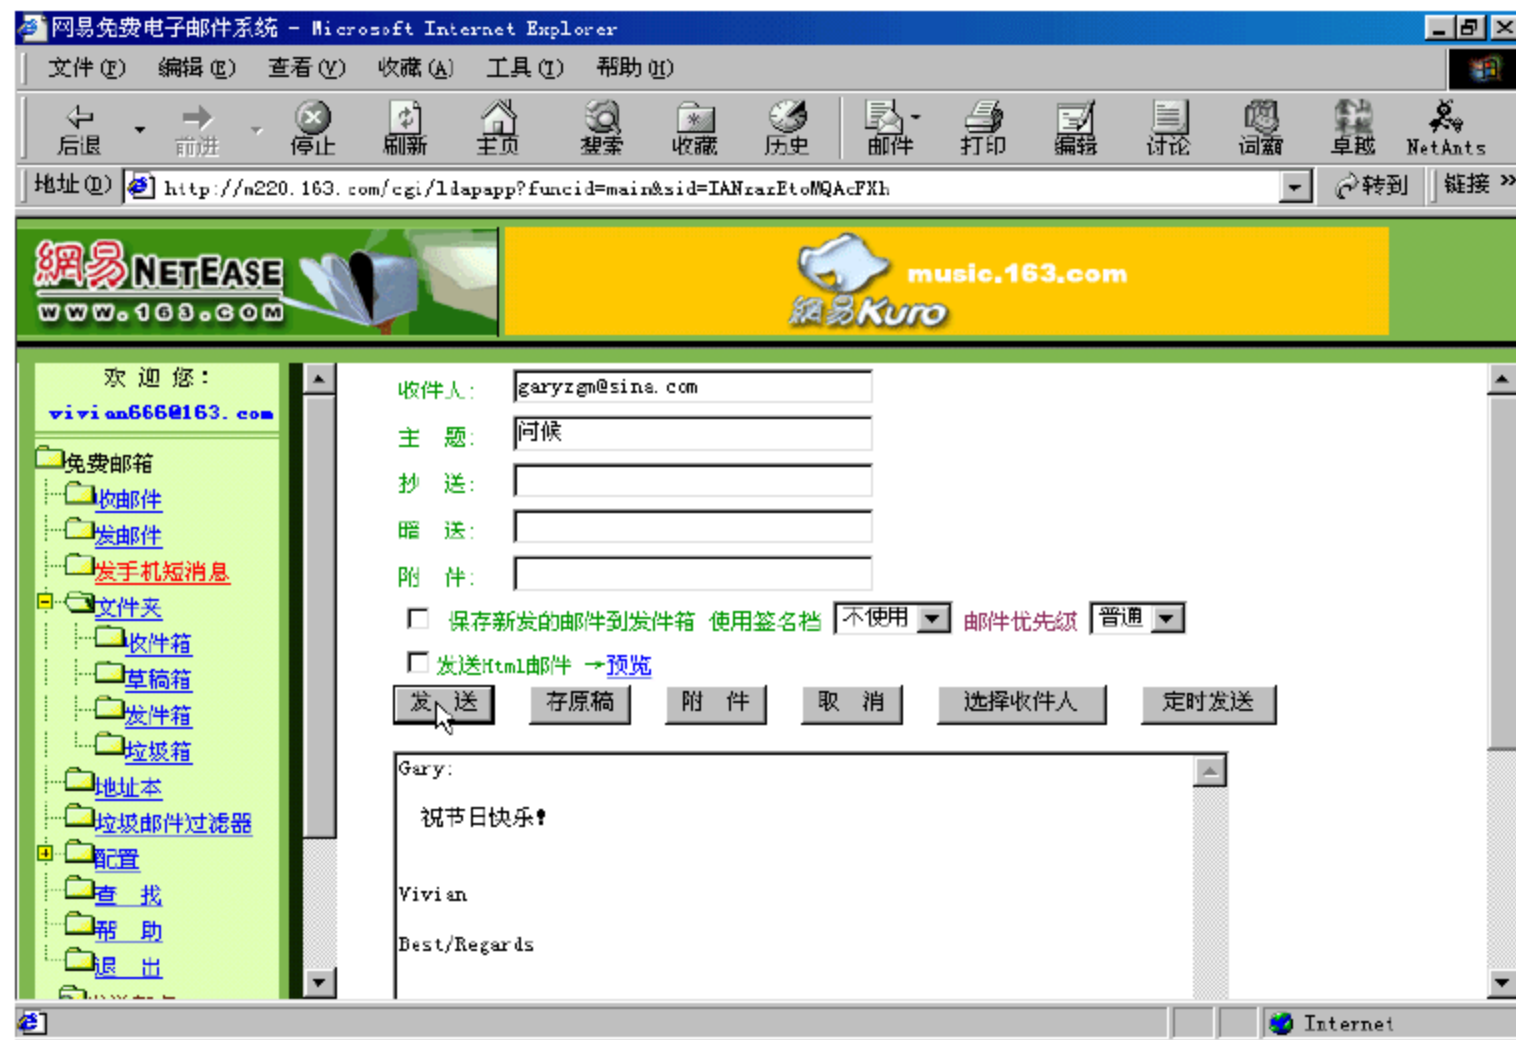 网易免费电子邮件系统 - Microsoft Internet Explorer
文件(F) 编辑(E) 查看(V) 收藏(A) 工具(T) 帮助(H)
后退 前进 停止 刷新 主页 搜索 收藏 历史 邮件 打印 编辑 讨论 词霸 卓越 NetAnts
地址(D) http://n220.163.com/cgi/ldapapp?funcid=main&sid=IANrazEtoMQAcFXh 转到 链接 »
網易 NETEASE
www.163.com
music.163.com
網易Kuro
欢 迎 您：
vivian666@163.com
免费邮箱
收邮件
发邮件
发手机短消息
文件夹
收件箱
草稿箱
发件箱
垃圾箱
地址本
垃圾邮件过滤器
配置
查 找
帮 助
退 出
收件人： garyzgm@sina.com
主 题： 问候
抄 送：
暗 送：
附 件：
保存新发的邮件到发件箱 使用签名档 不使用 邮件优先级 普通
发送Html邮件 →预览
发 送 存原稿 附 件 取 消 选择收件人 定时发送
Gary:
祝节日快乐!
Vivian
Best/Regards
Internet